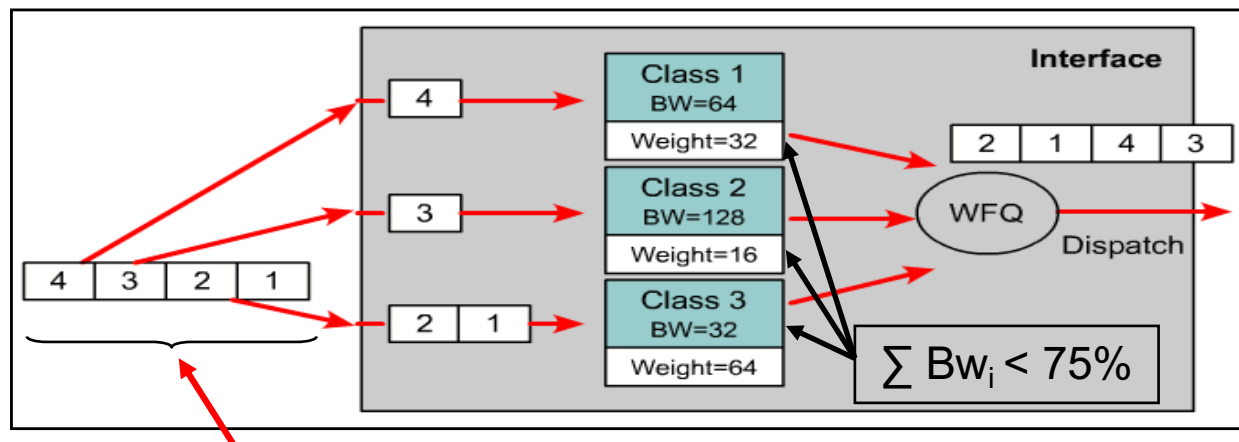 Interface
4
Class 1
BW=64
Weight=32
2 1 4 3
3
Class 2
BW=128
Weight=16
WFQ
Dispatch
4 3 2 1
2 1
Class 3
BW=32
Weight=64
∑ Bwᵢ < 75%